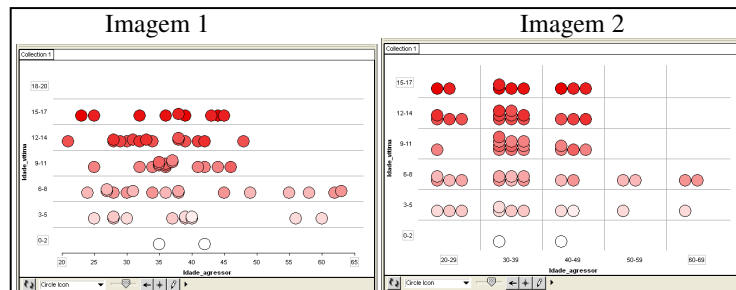 Imagem 1
Imagem 2
Collection 1
18-20
15-17
12-14
9-11
6-8
3-5
0-2
Idade_vitima
20 25 30 35 40 45 50 55 60 65
Idade_agressor
Circle Icon
Collection 1
15-17
12-14
9-11
6-8
3-5
0-2
Idade_vitima
20-29 30-39 40-49 50-59 60-69
Idade_agressor
Circle Icon